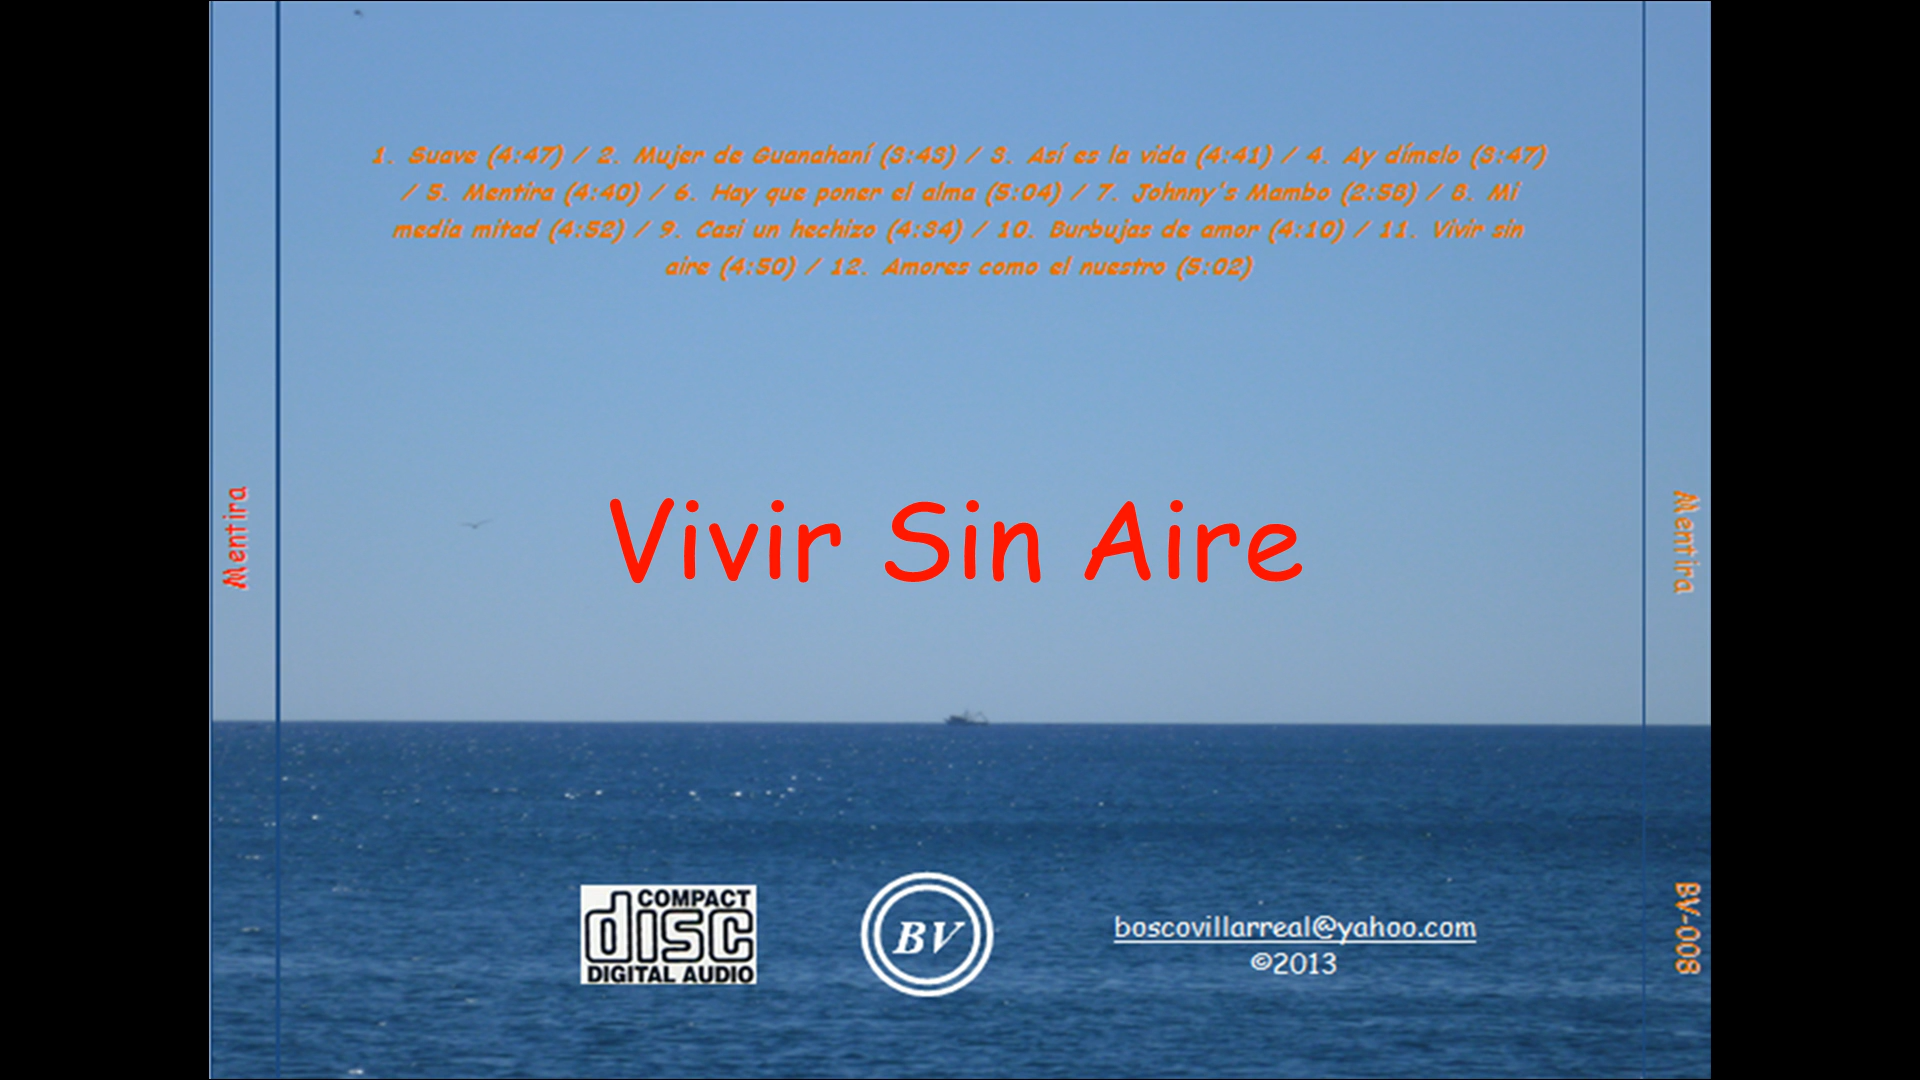 1. Suave (4:47) / 2. Mujer de Guanahaní (3:43) / 3. Así es la vida (4:41) / 4. Ay dímelo (3:47)
/ 5. Mentira (4:40) / 6. Hay que poner el alma (5:04) / 7. Johnny's Mambo (2:58) / 8. Mi
media mitad (4:52) / 9. Casi un hechizo (4:34) / 10. Burbujas de amor (4:10) / 11. Vivir sin
aire (4:50) / 12. Amores como el nuestro (5:02)
Mentira
Vivir Sin Aire
Mentira
COMPACT
disc
DIGITAL AUDIO
BV
boscovillarreal@yahoo.com
©2013
BV-008